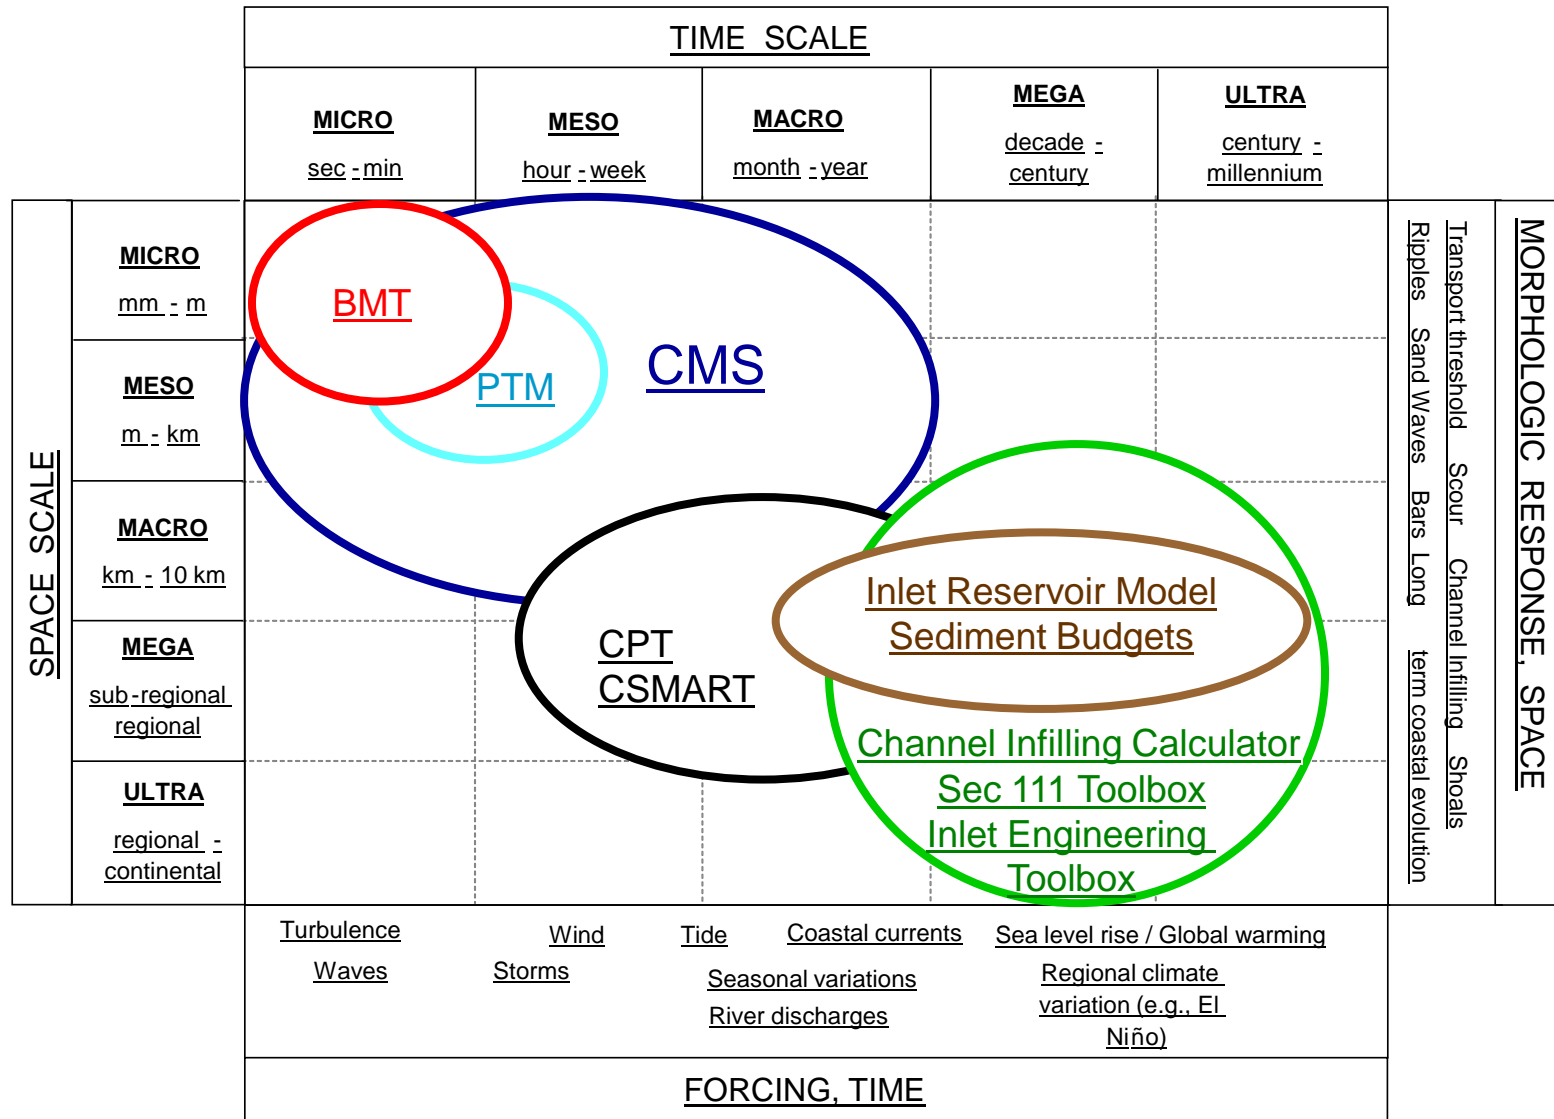 TIME SCALE
MICRO
sec - min
MESO
hour - week
MACRO
month - year
MEGA
decade -
century
ULTRA
century -
millennium
SPACE SCALE
MICRO
mm - m
MESO
m - km
MACRO
km - 10 km
MEGA
sub-regional
regional
ULTRA
regional -
continental
BMT
PTM
CMS
CPT
CSMART
Inlet Reservoir Model
Sediment Budgets
Channel Infilling Calculator
Sec 111 Toolbox
Inlet Engineering
Toolbox
MORPHOLOGIC RESPONSE, SPACE
Transport threshold Scour Channel Infilling Shoals
Ripples Sand Waves Bars Long term coastal evolution
Turbulence
Wind
Tide
Coastal currents
Sea level rise / Global warming
Waves
Storms
Seasonal variations
River discharges
Regional climate
variation (e.g., El
Niño)
FORCING, TIME